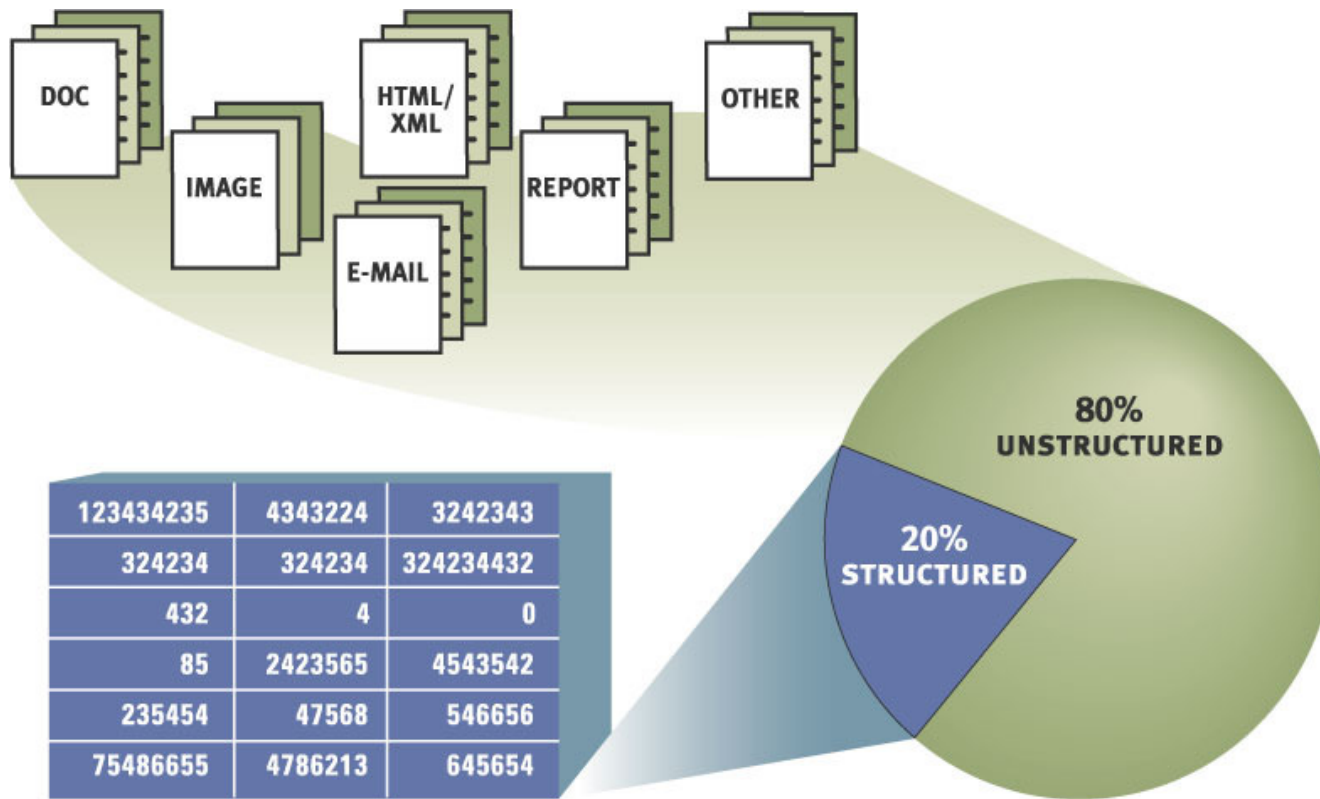 DOC
IMAGE
HTML/
XML
E-MAIL
REPORT
OTHER
80%
UNSTRUCTURED
20%
STRUCTURED
123434235 4343224 3242343
324234 324234 324234432
432 4 0
85 2423565 4543542
235454 47568 546656
75486655 4786213 645654